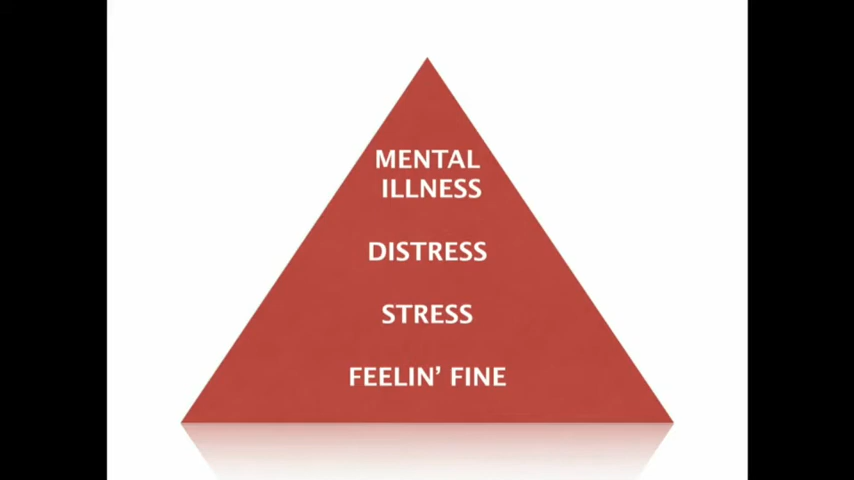 MENTAL
ILLNESS
DISTRESS
STRESS
FEELIN’ FINE